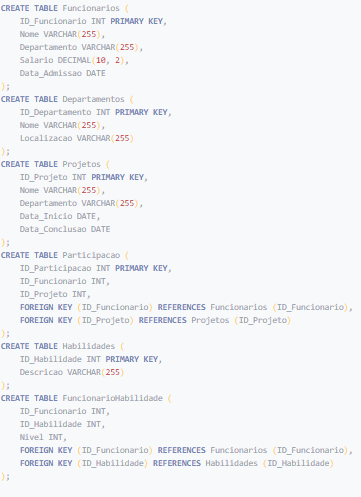 CREATE TABLE Funcionarios (
    ID_Funcionario INT PRIMARY KEY,
    Nome VARCHAR(255),
    Departamento VARCHAR(255),
    Salario DECIMAL(10, 2),
    Data_Admissao DATE
);
CREATE TABLE Departamentos (
    ID_Departamento INT PRIMARY KEY,
    Nome VARCHAR(255),
    Localizacao VARCHAR(255)
);
CREATE TABLE Projetos (
    ID_Projeto INT PRIMARY KEY,
    Nome VARCHAR(255),
    Departamento VARCHAR(255),
    Data_Inicio DATE,
    Data_Conclusao DATE
);
CREATE TABLE Participacao (
    ID_Participacao INT PRIMARY KEY,
    ID_Funcionario INT,
    ID_Projeto INT,
    FOREIGN KEY (ID_Funcionario) REFERENCES Funcionarios (ID_Funcionario),
    FOREIGN KEY (ID_Projeto) REFERENCES Projetos (ID_Projeto)
);
CREATE TABLE Habilidades (
    ID_Habilidade INT PRIMARY KEY,
    Descricao VARCHAR(255)
);
CREATE TABLE FuncionarioHabilidade (
    ID_Funcionario INT,
    ID_Habilidade INT,
    Nivel INT,
    FOREIGN KEY (ID_Funcionario) REFERENCES Funcionarios (ID_Funcionario),
    FOREIGN KEY (ID_Habilidade) REFERENCES Habilidades (ID_Habilidade)
);